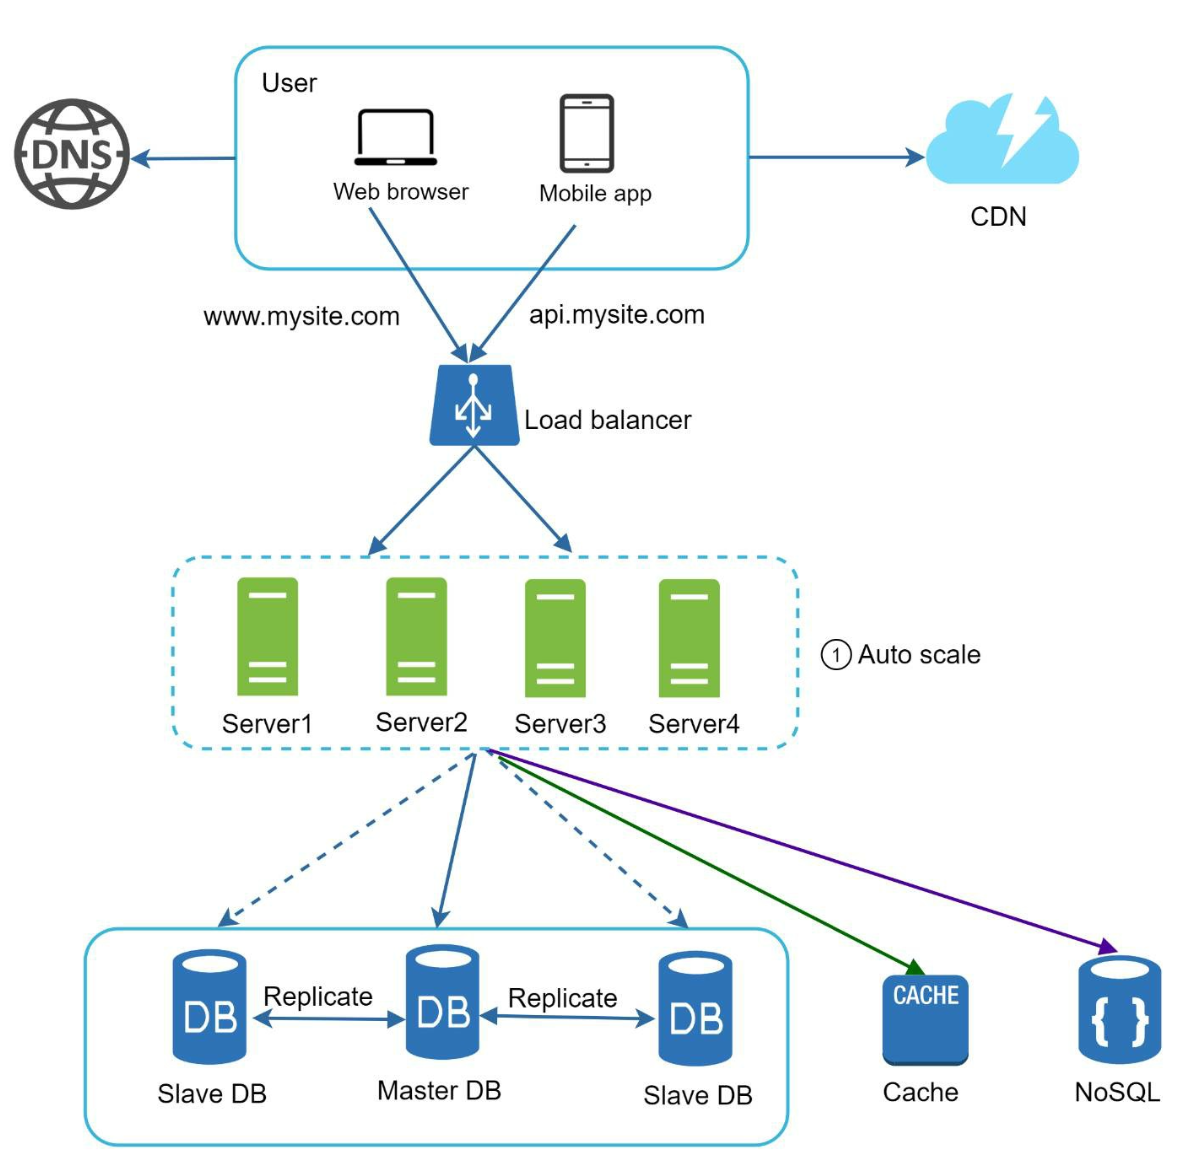 User
DNS
Web browser
Mobile app
CDN
www.mysite.com
api.mysite.com
Load balancer
Server1
Server2
Server3
Server4
1 Auto scale
DB
Replicate
DB
Replicate
DB
CACHE
{ }
Slave DB
Master DB
Slave DB
Cache
NoSQL